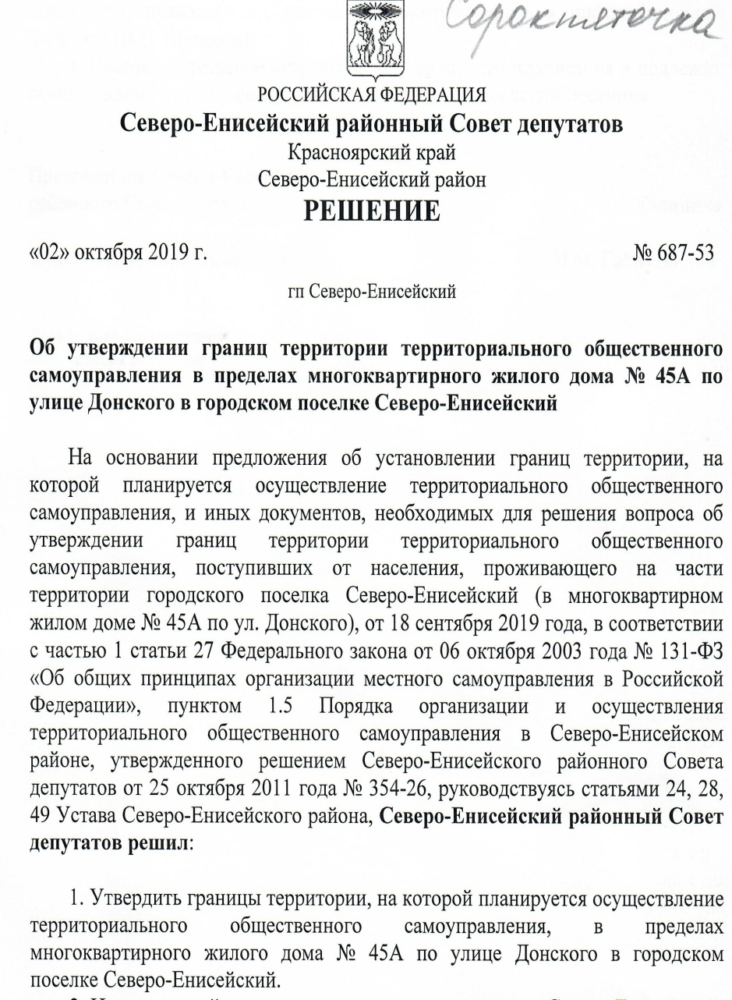 Сорокпяточка
РОССИЙСКАЯ ФЕДЕРАЦИЯ
Северо-Енисейский районный Совет депутатов
Красноярский край
Северо-Енисейский район
РЕШЕНИЕ
«02» октября 2019 г. № 687-53
гп Северо-Енисейский
Об утверждении границ территории территориального общественного
самоуправления в пределах многоквартирного жилого дома № 45А по
улице Донского в городском поселке Северо-Енисейский
На основании предложения об установлении границ территории, на
которой планируется осуществление территориального общественного
самоуправления, и иных документов, необходимых для решения вопроса об
утверждении границ территории территориального общественного
самоуправления, поступивших от населения, проживающего на части
территории городского поселка Северо-Енисейский (в многоквартирном
жилом доме № 45А по ул. Донского), от 18 сентября 2019 года, в соответствии
с частью 1 статьи 27 Федерального закона от 06 октября 2003 года № 131-ФЗ
«Об общих принципах организации местного самоуправления в Российской
Федерации», пунктом 1.5 Порядка организации и осуществления
территориального общественного самоуправления в Северо-Енисейском
районе, утвержденного решением Северо-Енисейского районного Совета
депутатов от 25 октября 2011 года № 354-26, руководствуясь статьями 24, 28,
49 Устава Северо-Енисейского района, Северо-Енисейский районный Совет
депутатов решил:
1. Утвердить границы территории, на которой планируется осуществление
территориального общественного самоуправления, в пределах
многоквартирного жилого дома № 45А по улице Донского в городском
поселке Северо-Енисейский.